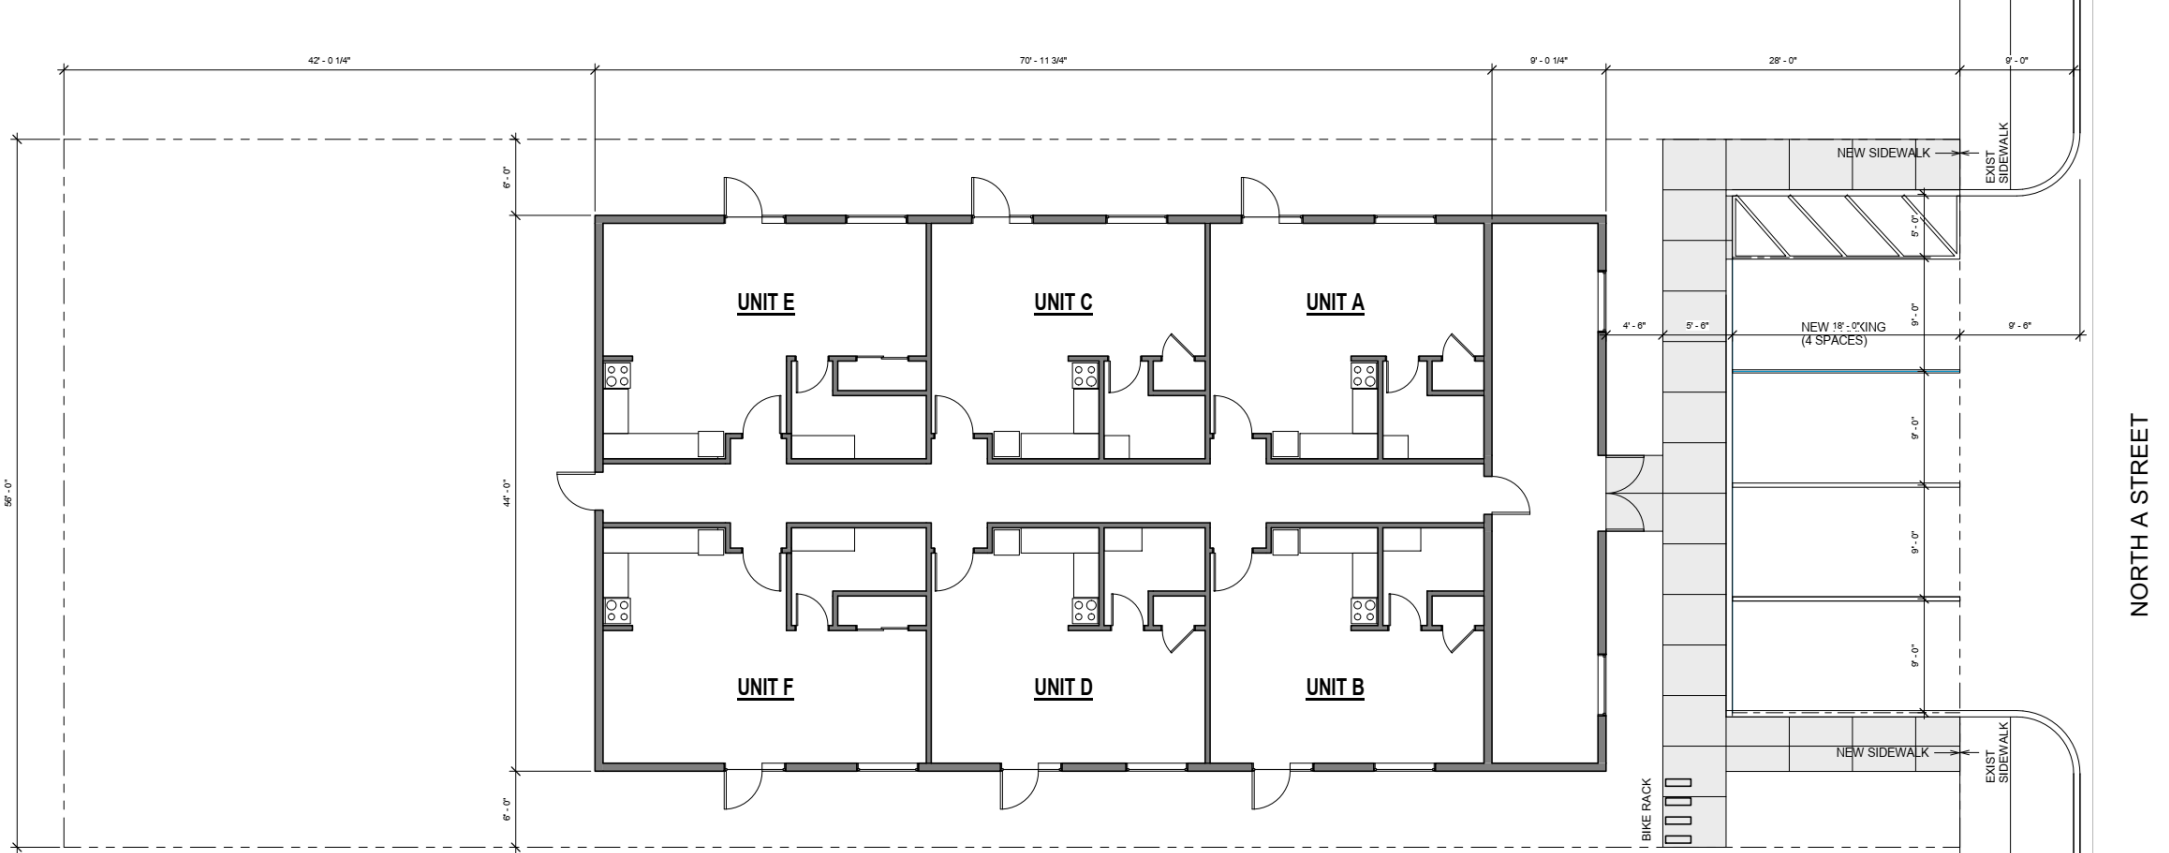 42' - 0 1/4"
70' - 11 3/4"
9' - 0 1/4"
28' - 0"
9' - 0"
NEW SIDEWALK
EXIST
SIDEWALK
6' - 0"
5' - 0"
UNIT E
UNIT C
UNIT A
9' - 0"
4' - 6"
5' - 6"
NEW 18' - 0" KING
(4 SPACES)
9' - 6"
9' - 0"
56' - 0"
44' - 0"
NORTH A STREET
9' - 0"
9' - 0"
UNIT F
UNIT D
UNIT B
NEW SIDEWALK
EXIST
SIDEWALK
6' - 0"
BIKE RACK